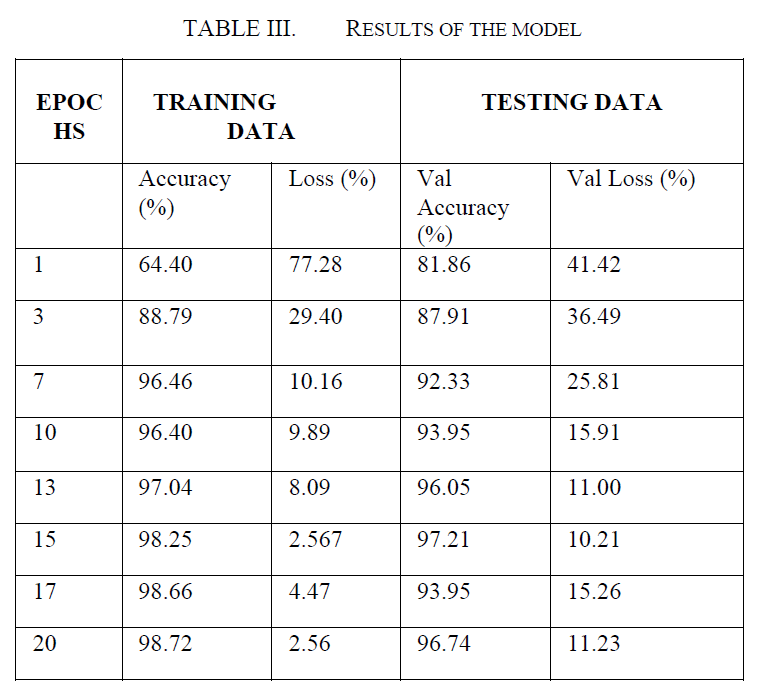 TABLE III. RESULTS OF THE MODEL
EPOC
HS
TRAINING
DATA
TESTING DATA
Accuracy
(%)
Loss (%)
Val
Accuracy
(%)
Val Loss (%)
1 64.40 77.28 81.86 41.42
3 88.79 29.40 87.91 36.49
7 96.46 10.16 92.33 25.81
10 96.40 9.89 93.95 15.91
13 97.04 8.09 96.05 11.00
15 98.25 2.567 97.21 10.21
17 98.66 4.47 93.95 15.26
20 98.72 2.56 96.74 11.23